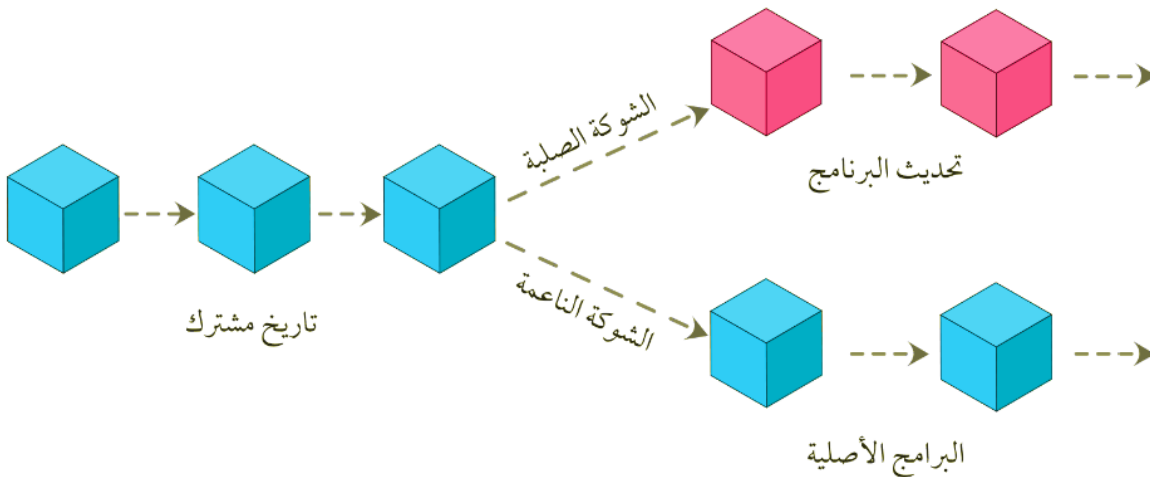 الشوكة الصلبة
تحديث البرنامج
تاريخ مشترك
الشوكة الناعمة
البرامج الأصلية